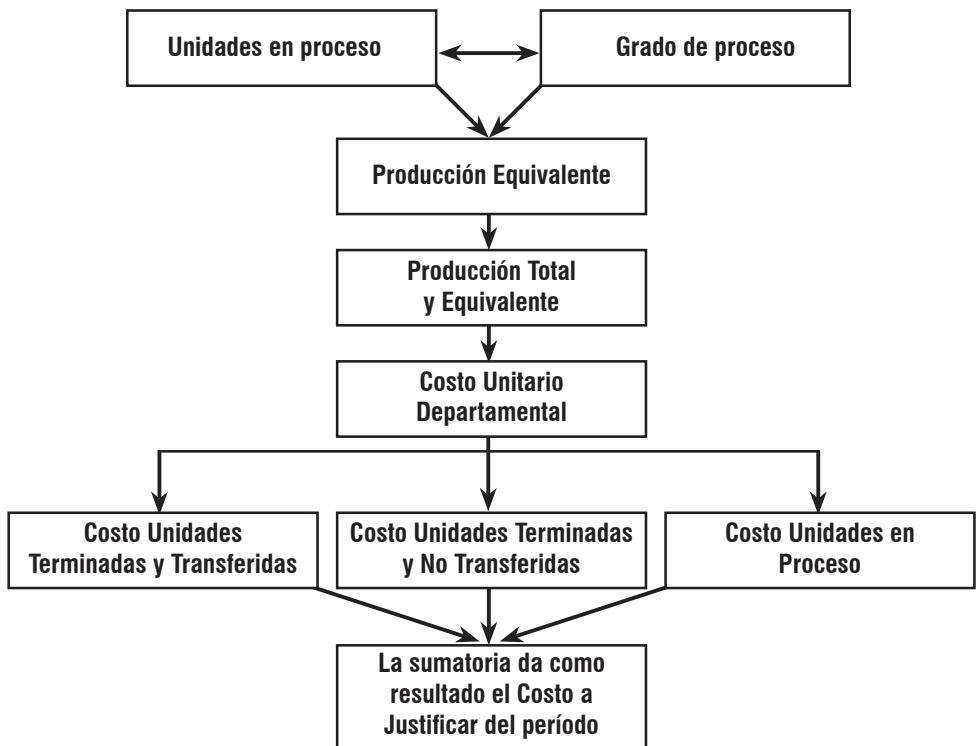 Unidades en proceso
Grado de proceso
Producción Equivalente
Producción Total
y Equivalente
Costo Unitario
Departamental
Costo Unidades
Terminadas y Transferidas
Costo Unidades Terminadas
y No Transferidas
Costo Unidades en
Proceso
La sumatoria da como
resultado el Costo a
Justificar del período